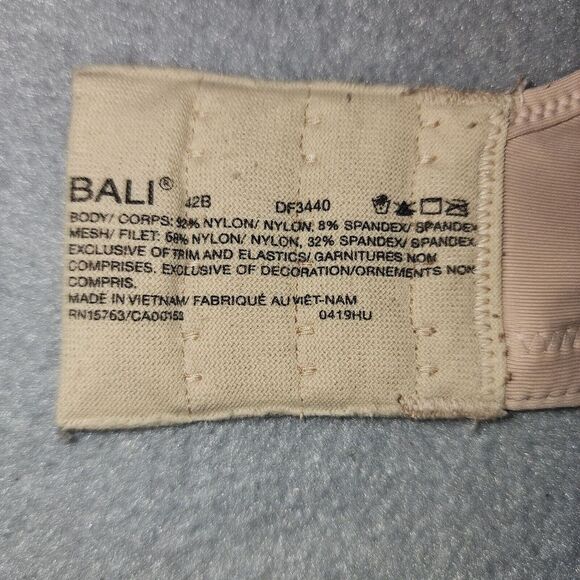 BALI® 42B DF3440
BODY/ CORPS: 92% NYLON/ NYLON, 8% SPANDEX/ SPANDEX
MESH/ FILET: 68% NYLON/ NYLON, 32% SPANDEX/ SPANDEX
EXCLUSIVE OF TRIM AND ELASTICS/ GARNITURES NON
COMPRISES. EXCLUSIVE OF DECORATION/ORNEMENTS NON
COMPRIS.
MADE IN VIETNAM/ FABRIQUÉ AU VIÊT-NAM
RN15763/ 0419HU